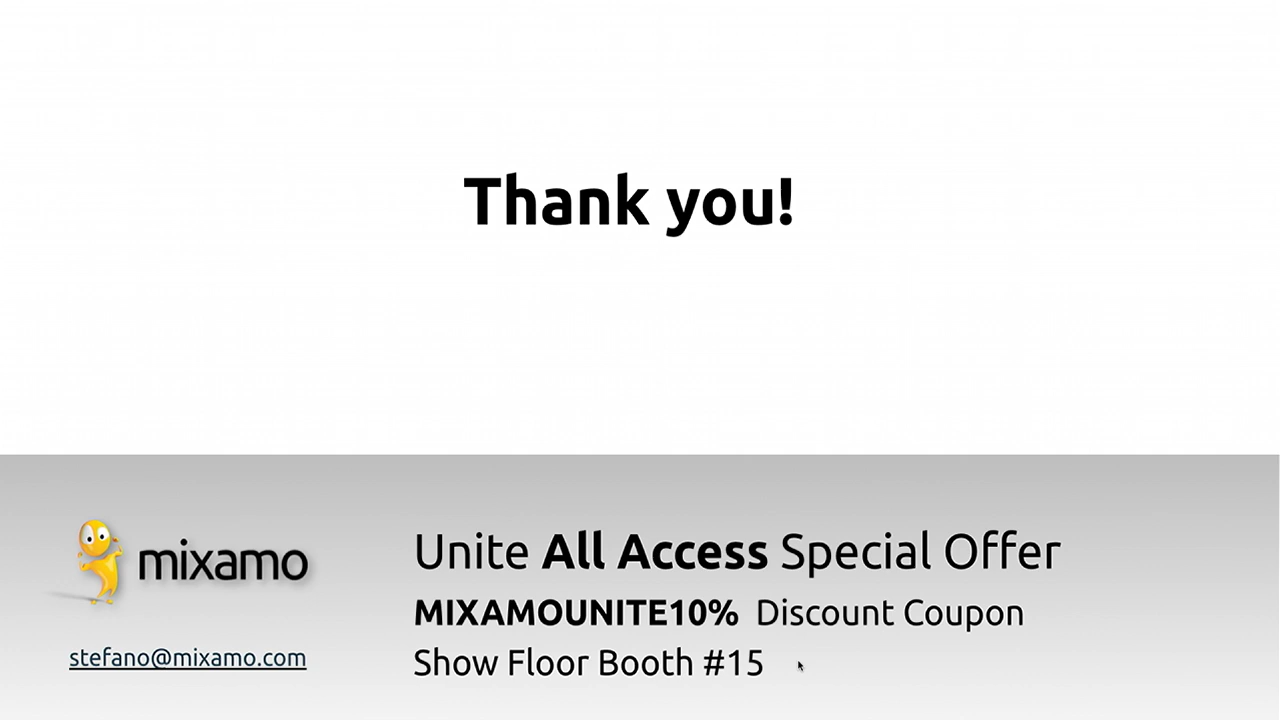 Thank you!
mixamo
stefano@mixamo.com
Unite All Access Special Offer
MIXAMOUNITE10% Discount Coupon
Show Floor Booth #15